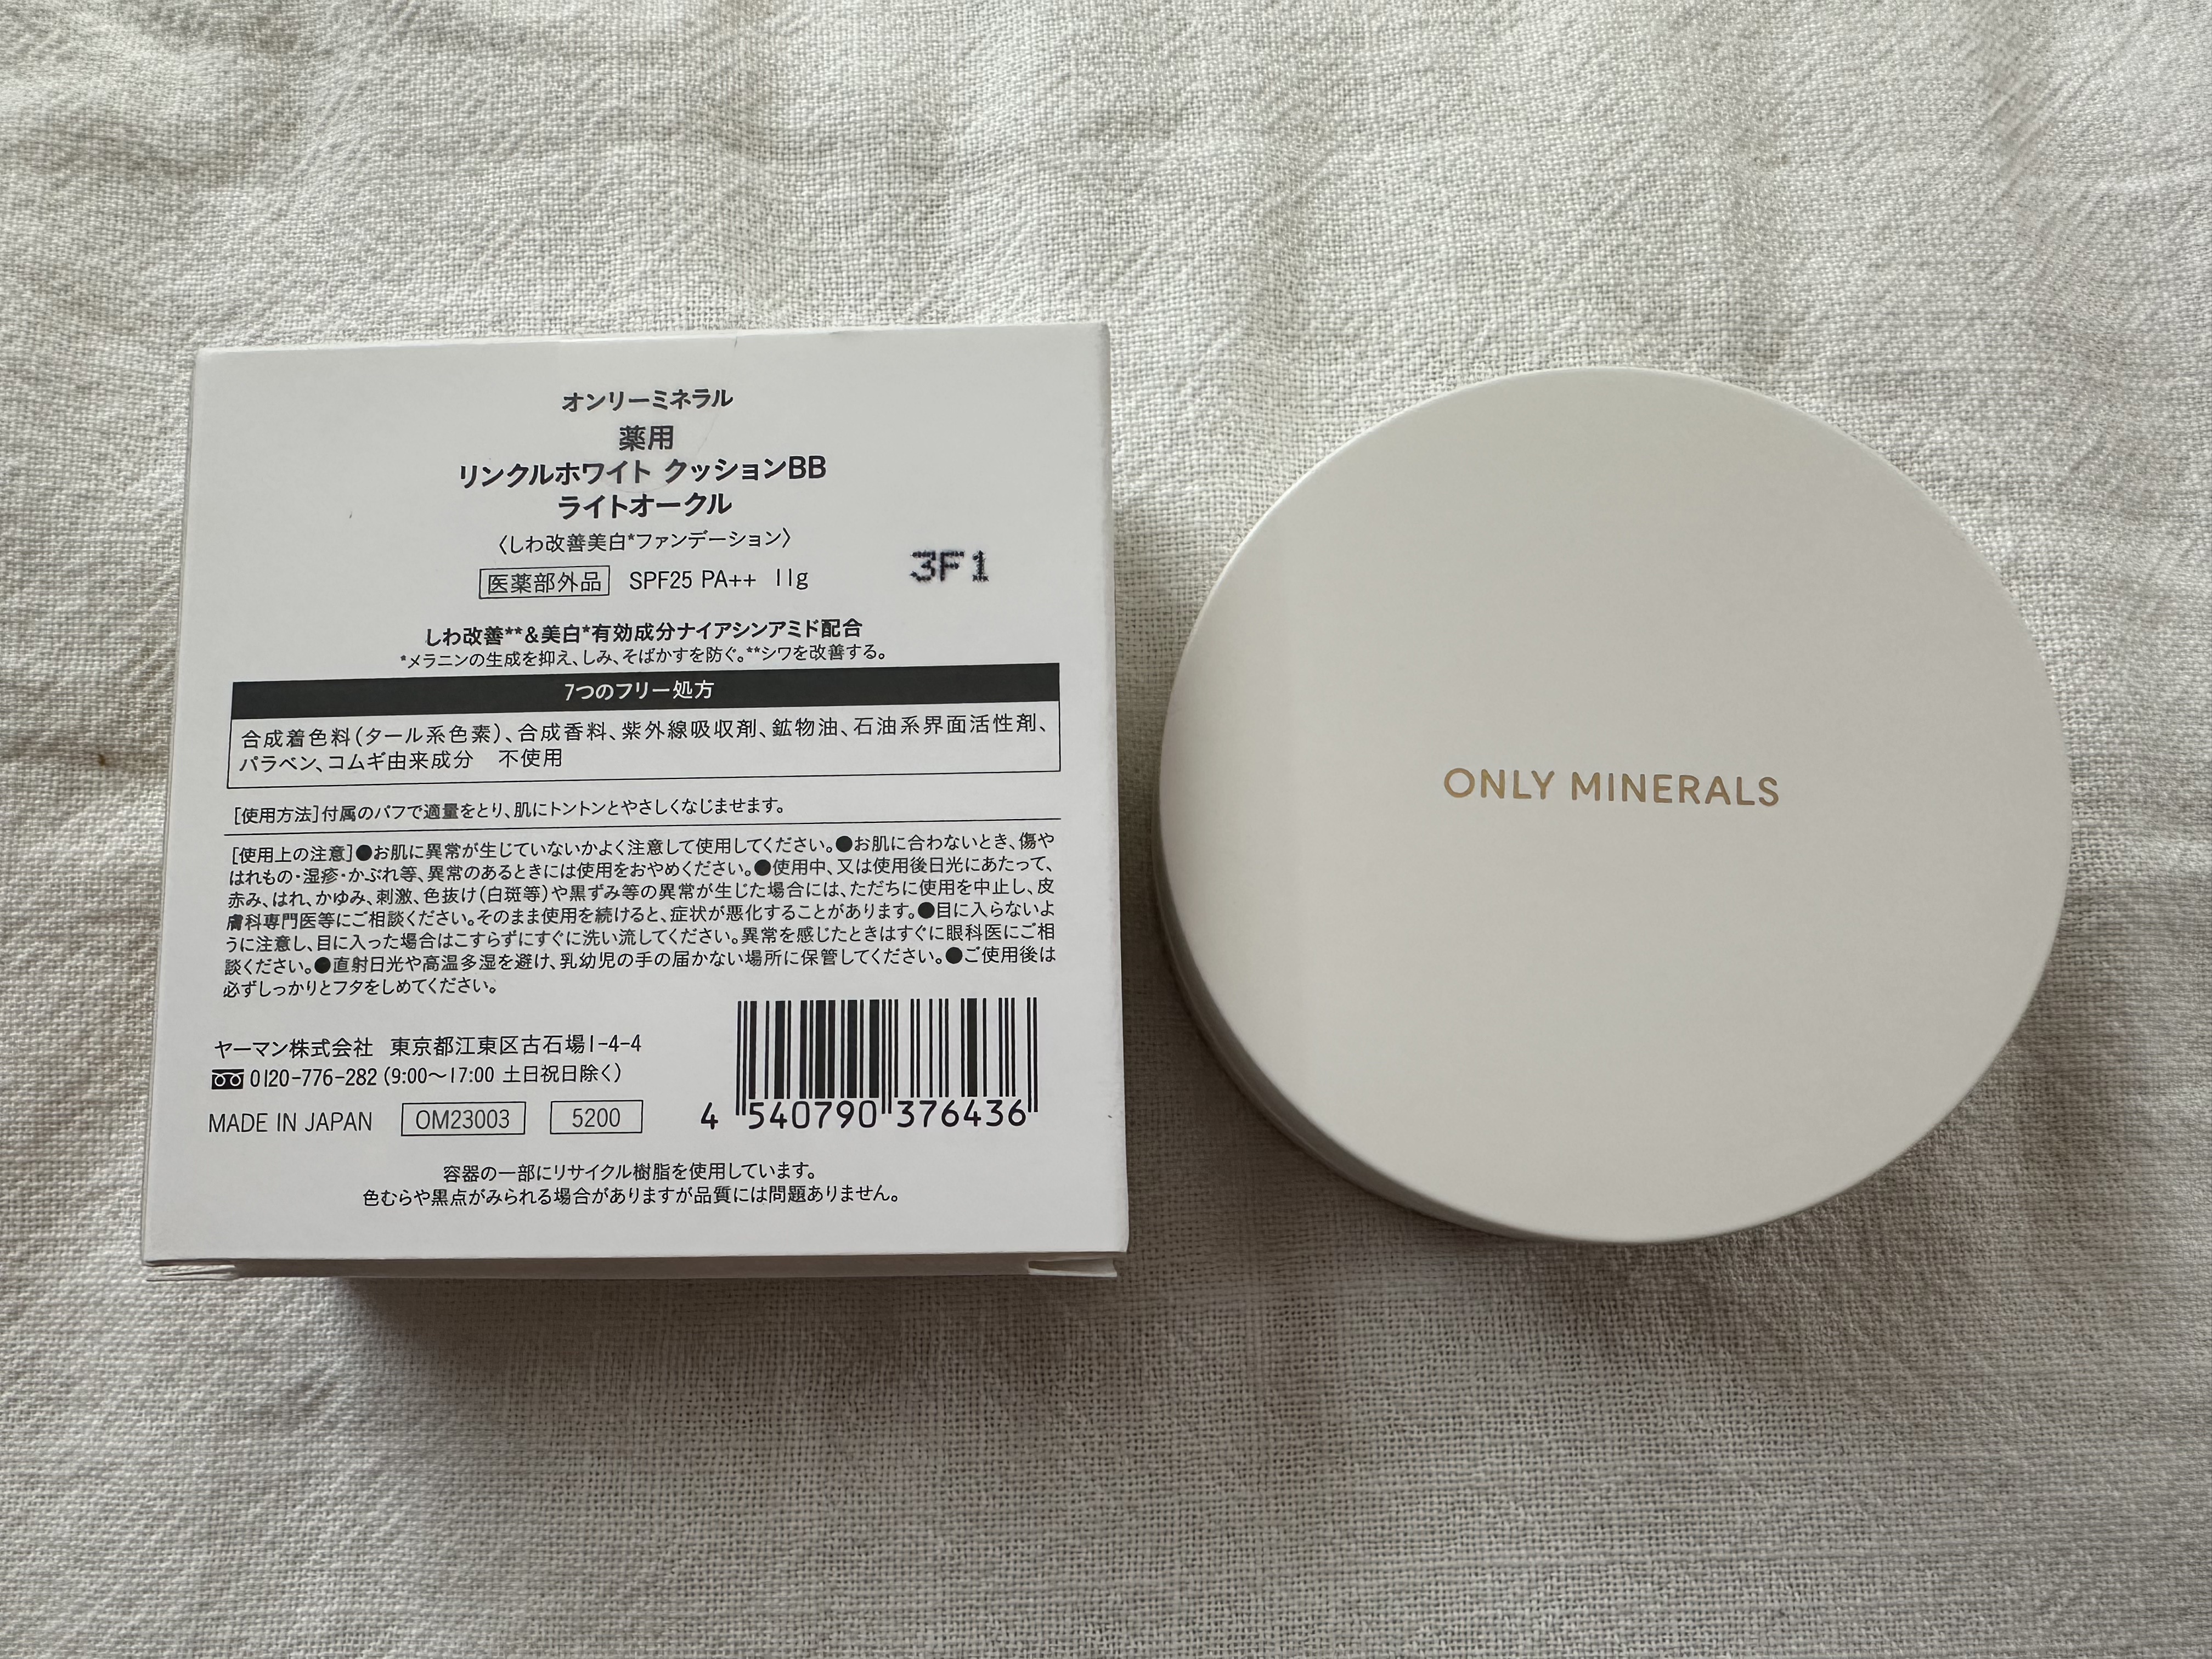 オンリーミネラル
薬用
リンクルホワイト クッションBB
ライトオークル
〈しわ改善美白*ファンデーション〉
医薬部外品 SPF25 PA++ 11g
3F1
しわ改善**&美白*有効成分ナイアシンアミド配合
*メラニンの生成を抑え、しみ、そばかすを防ぐ。**シワを改善する。
7つのフリー処方
合成着色料(タール系色素)、合成香料、紫外線吸収剤、鉱物油、石油系界面活性剤、
パラベン、コムギ由来成分 不使用
[使用方法]付属のパフで適量をとり、肌にトントンとやさしくなじませます。
[使用上の注意]●お肌に異常が生じていないかよく注意して使用してください。●お肌に合わないとき、傷や
はれもの・湿疹・かぶれ等、異常のあるときには使用をおやめください。●使用中、又は使用後日光にあたって、
赤み、はれ、かゆみ、刺激、色抜け(白斑等)や黒ずみ等の異常が生じた場合には、ただちに使用を中止し、皮
膚科専門医等にご相談ください。そのまま使用を続けると、症状が悪化することがあります。●目に入らないよ
うに注意し、目に入った場合はこすらずにすぐに洗い流してください。異常を感じたときはすぐに眼科医にご相
談ください。●直射日光や高温多湿を避け、乳幼児の手の届かない場所に保管してください。●ご使用後は
必ずしっかりとフタをしめてください。
ヤーマン株式会社 東京都江東区古石場1-4-4
0120-776-282 (9:00〜17:00 土日祝日除く)
MADE IN JAPAN OM23003 5200
4 540790 376436
容器の一部にリサイクル樹脂を使用しています。
色むらや黒点がみられる場合がありますが品質には問題ありません。
ONLY MINERALS